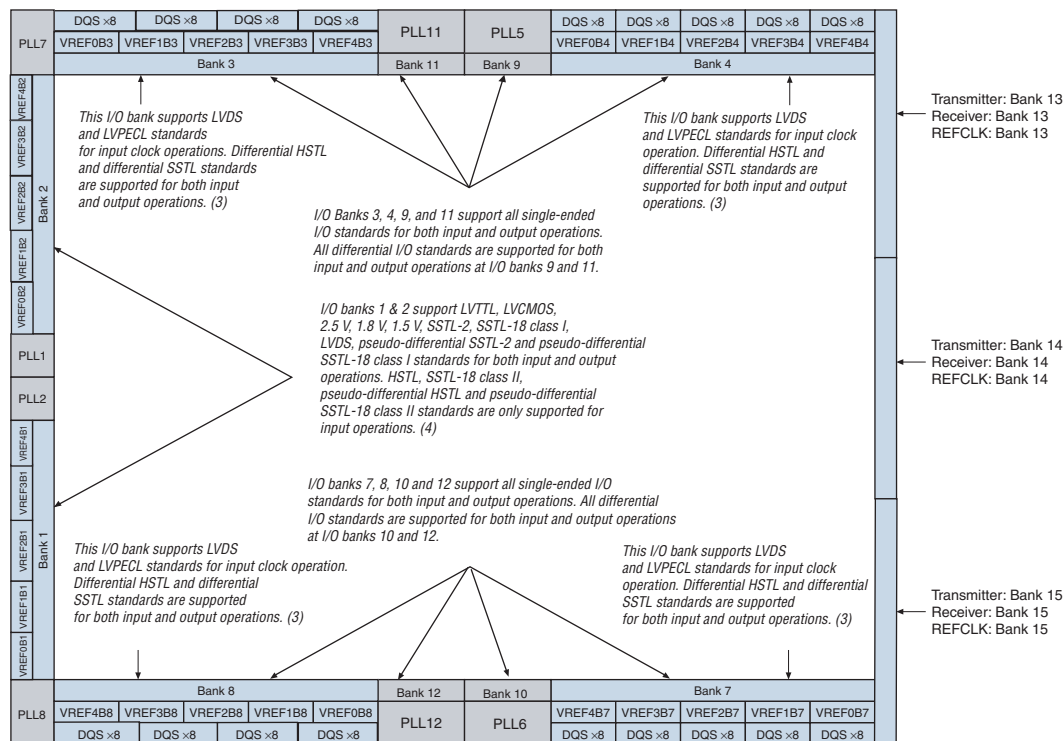 DQS ×8 DQS ×8 DQS ×8 DQS ×8
PLL7
VREF0B3 VREF1B3 VREF2B3 VREF3B3 VREF4B3
Bank 3
PLL11 PLL5
Bank 11 Bank 9
DQS ×8 DQS ×8 DQS ×8 DQS ×8 DQS ×8
VREF0B4 VREF1B4 VREF2B4 VREF3B4 VREF4B4
Bank 4
VREF4B2
VREF3B2
VREF2B2
VREF1B2
VREF0B2
Bank 2
This I/O bank supports LVDS
and LVPECL standards
for input clock operations. Differential HSTL
and differential SSTL standards
are supported for both input
and output operations. (3)
This I/O bank supports LVDS
and LVPECL standards for input clock
operation. Differential HSTL and
differential SSTL standards are
supported for both input and output
operations. (3)
Transmitter: Bank 13
Receiver: Bank 13
REFCLK: Bank 13
I/O Banks 3, 4, 9, and 11 support all single-ended
I/O standards for both input and output operations.
All differential I/O standards are supported for both
input and output operations at I/O banks 9 and 11.
PLL1
PLL2
I/O banks 1 & 2 support LVTTL, LVCMOS,
2.5 V, 1.8 V, 1.5 V, SSTL-2, SSTL-18 class I,
LVDS, pseudo-differential SSTL-2 and pseudo-differential
SSTL-18 class I standards for both input and output
operations. HSTL, SSTL-18 class II,
pseudo-differential HSTL and pseudo-differential
SSTL-18 class II standards are only supported for
input operations. (4)
Transmitter: Bank 14
Receiver: Bank 14
REFCLK: Bank 14
VREF4B1
VREF3B1
VREF2B1
VREF1B1
VREF0B1
Bank 1
I/O banks 7, 8, 10 and 12 support all single-ended I/O
standards for both input and output operations. All differential
I/O standards are supported for both input and output operations
at I/O banks 10 and 12.
This I/O bank supports LVDS
and LVPECL standards for input clock operation.
Differential HSTL and differential
SSTL standards are supported
for both input and output operations. (3)
This I/O bank supports LVDS
and LVPECL standards for input clock
operation. Differential HSTL and differential
SSTL standards are supported
for both input and output operations. (3)
Transmitter: Bank 15
Receiver: Bank 15
REFCLK: Bank 15
PLL8
Bank 8
VREF4B8 VREF3B8 VREF2B8 VREF1B8 VREF0B8
DQS ×8 DQS ×8 DQS ×8 DQS ×8
Bank 12 Bank 10
PLL12 PLL6
Bank 7
VREF4B7 VREF3B7 VREF2B7 VREF1B7 VREF0B7
DQS ×8 DQS ×8 DQS ×8 DQS ×8 DQS ×8